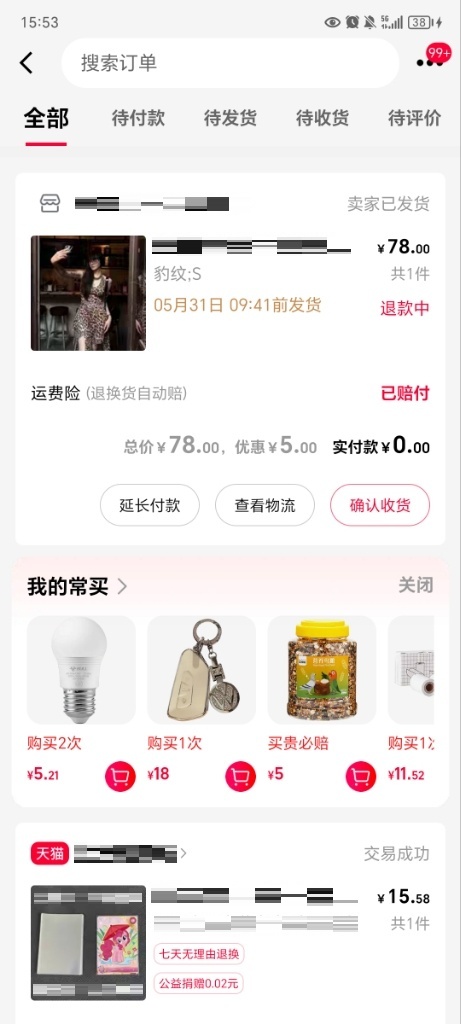 15:53
5G
38
搜索订单
99+
全部 待付款 待发货 待收货 待评价
卖家已发货
¥78.00
豹纹;S
共1件
05月31日 09:41前发货
退款中
运费险 (退换货自动赔) 已赔付
总价¥78.00, 优惠¥5.00 实付款¥0.00
延长付款 查看物流 确认收货
我的常买 关闭
购买2次 购买1次 买贵必赔 购买1次
¥5.21 ¥18 ¥5 ¥11.52
天猫 交易成功
¥15.58
共1件
七天无理由退换
公益捐赠0.02元